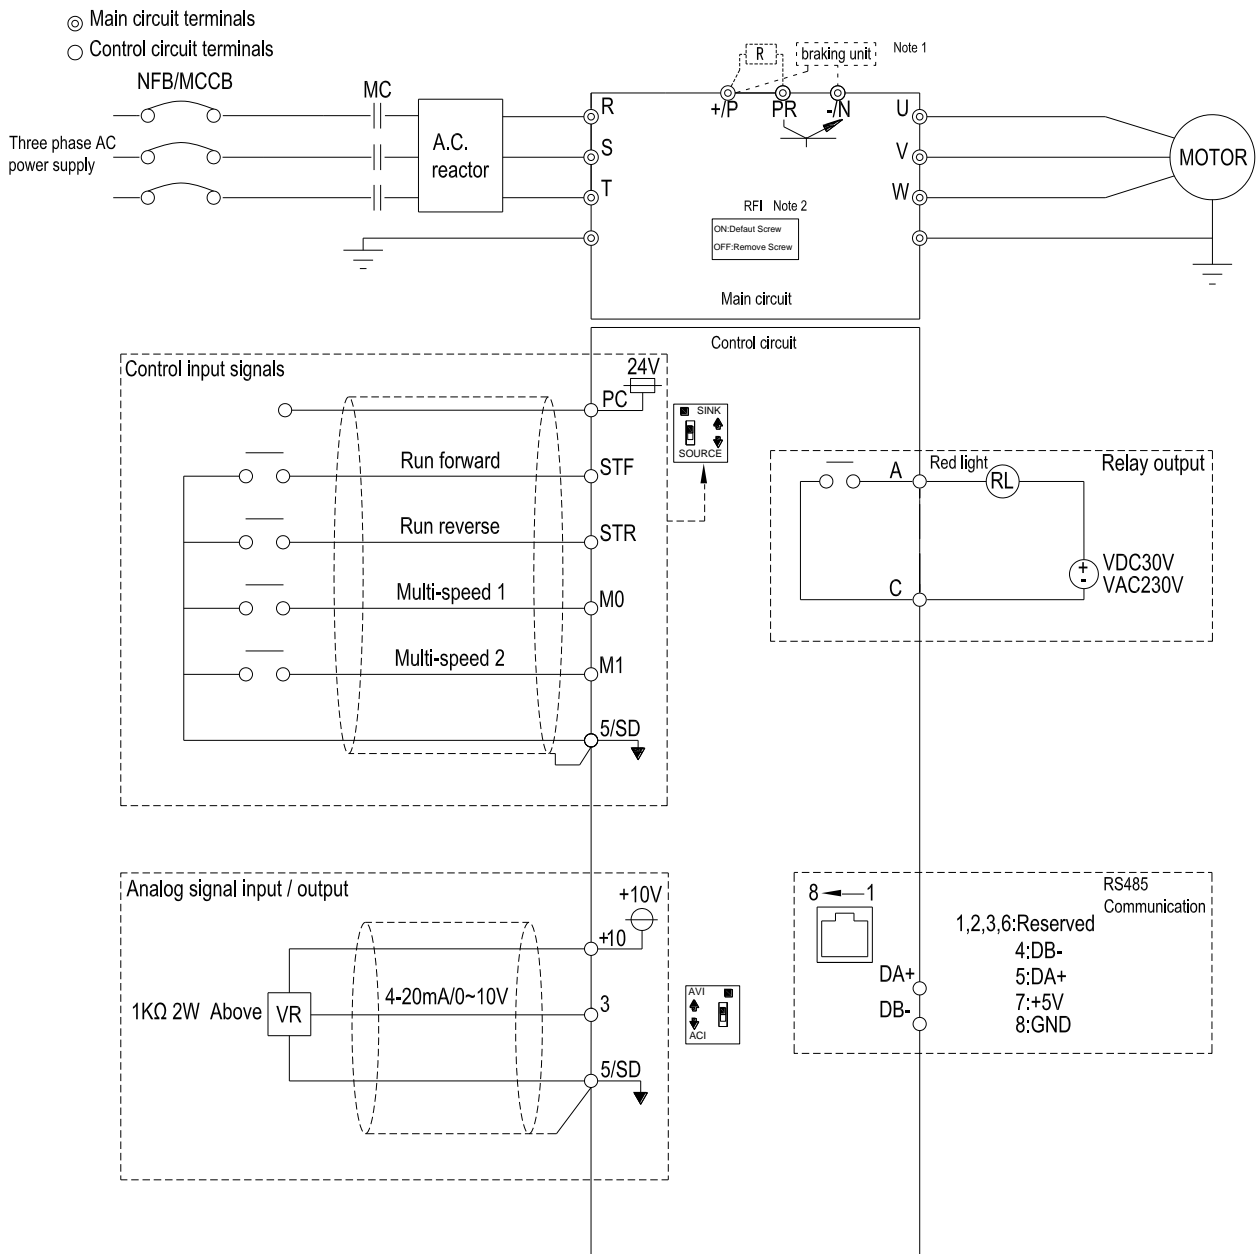 Main circuit terminals
Control circuit terminals
NFB/MCCB
MC
Three phase AC
power supply
A.C.
reactor
R
S
T
R
braking unit
Note 1
+/P
PR
-/N
U
V
W
MOTOR
RFI Note 2
ON:Defaut Screw
OFF:Remove Screw
Main circuit
Control circuit
Control input signals
24V
PC
SINK
SOURCE
Run forward
STF
Run reverse
STR
Multi-speed 1
M0
Multi-speed 2
M1
5/SD
Relay output
A
Red light
RL
C
+
-
VDC30V
VAC230V
Analog signal input / output
+10V
+10
4-20mA/0~10V
3
1KΩ 2W Above
VR
5/SD
AVI
ACI
RS485
Communication
8
1
1,2,3,6:Reserved
4:DB-
5:DA+
7:+5V
8:GND
DA+
DB-